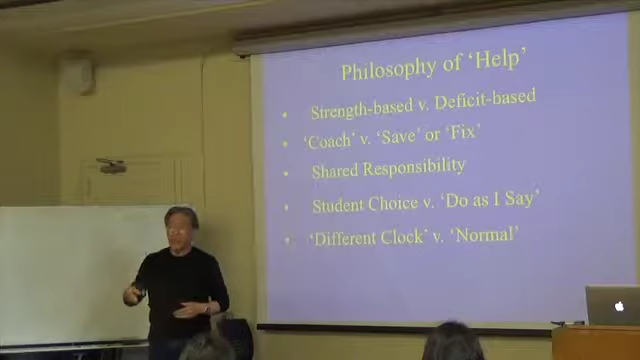 Philosophy of 'Help'
• Strength-based v. Deficit-based
• 'Coach' v. 'Save' or 'Fix'
• Shared Responsibility
• Student Choice v. 'Do as I Say'
• 'Different Clock' v. 'Normal'